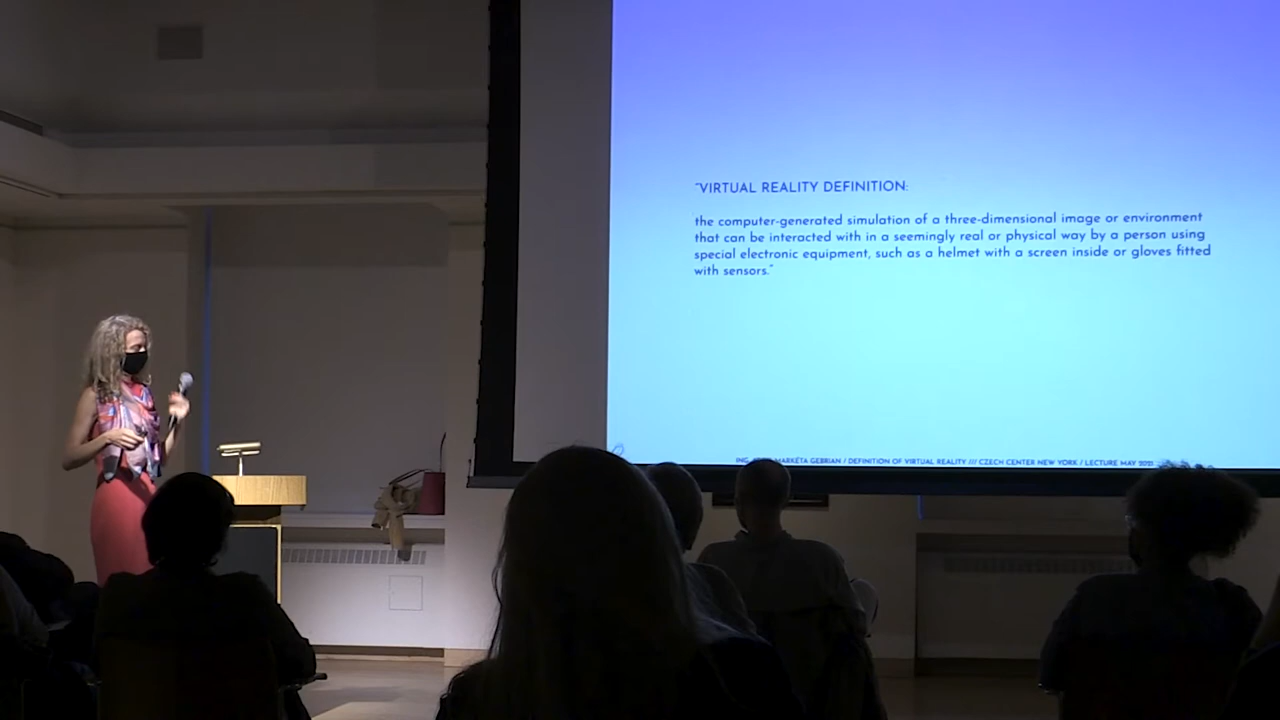 "VIRTUAL REALITY DEFINITION:
the computer-generated simulation of a three-dimensional image or environment
that can be interacted with in a seemingly real or physical way by a person using
special electronic equipment, such as a helmet with a screen inside or gloves fitted
with sensors."
ING. MARKÉTA GEBRIAN / DEFINITION OF VIRTUAL REALITY /// CZECH CENTER NEW YORK / LECTURE MAY 2021